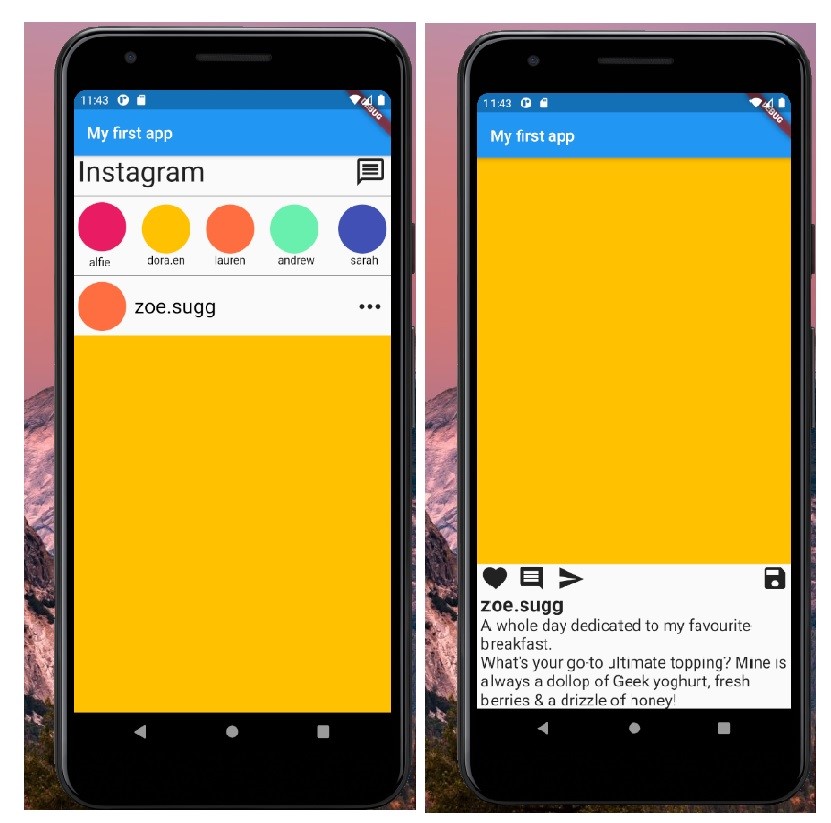 11:43
DEBUG
My first app
Instagram
alfie dora.en lauren andrew sarah
zoe.sugg
11:43
DEBUG
My first app
zoe.sugg
A whole day dedicated to my favourite
breakfast.
What's your go-to ultimate topping? Mine is
always a dollop of Geek yoghurt, fresh
berries & a drizzle of honey!